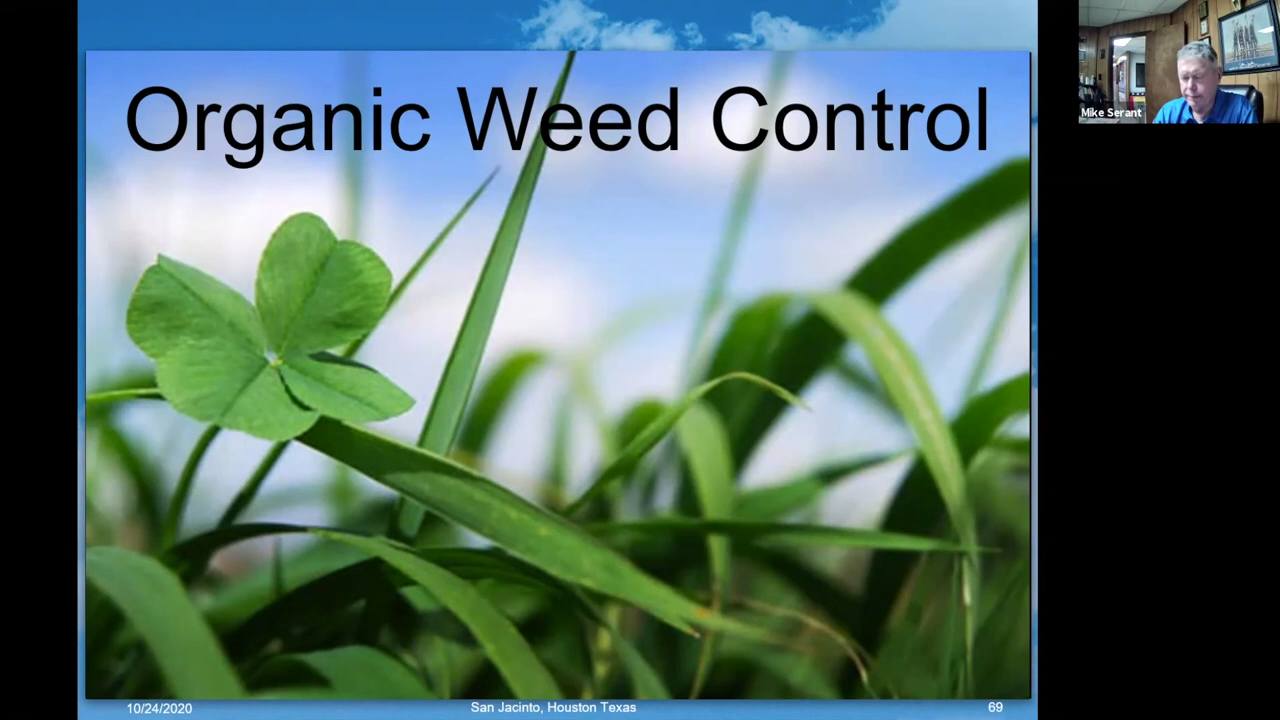 Organic Weed Control
Mike Serant
10/24/2020
San Jacinto, Houston Texas
69